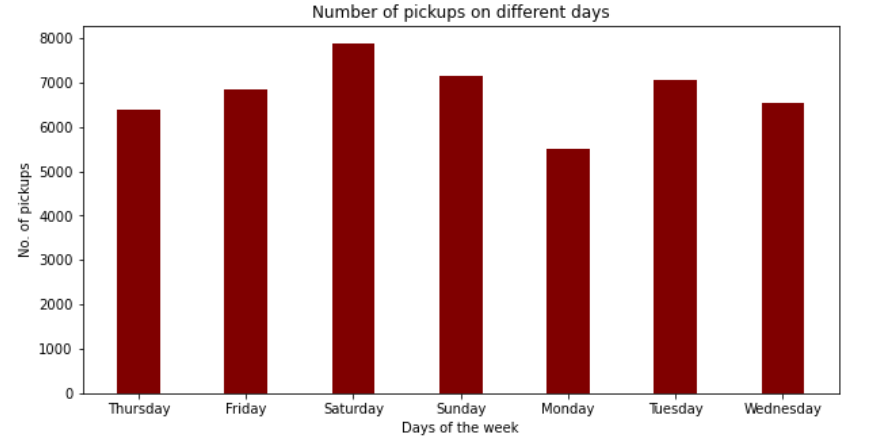 Number of pickups on different days
No. of pickups
8000
7000
6000
5000
4000
3000
2000
1000
0
Thursday Friday Saturday Sunday Monday Tuesday Wednesday
Days of the week